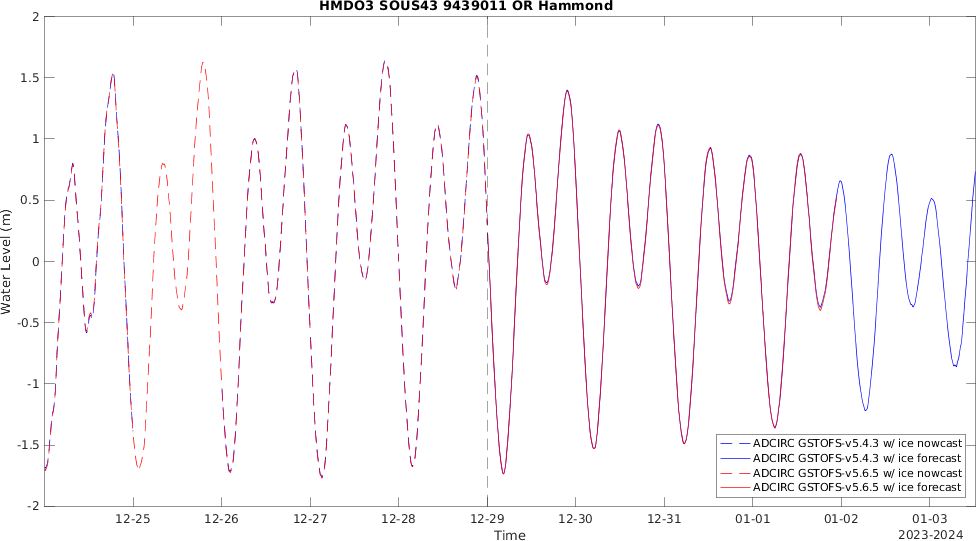 HMDO3 SOUS43 9439011 OR Hammond
2
1.5
1
0.5
0
-0.5
-1
-1.5
-2
Water Level (m)
12-25 12-26 12-27 12-28 12-29 12-30 12-31 01-01 01-02 01-03
Time
2023-2024
ADCIRC GSTOFS-v5.4.3 w/ ice nowcast
ADCIRC GSTOFS-v5.4.3 w/ ice forecast
ADCIRC GSTOFS-v5.6.5 w/ ice nowcast
ADCIRC GSTOFS-v5.6.5 w/ ice forecast